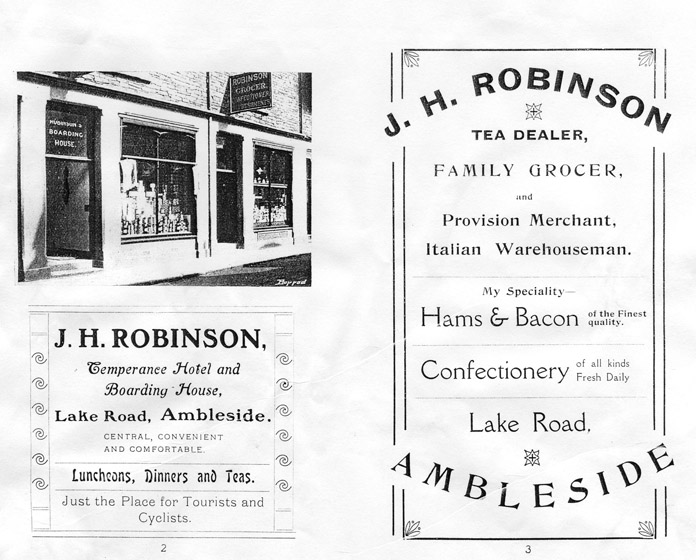 ROBINSON
GROCER,
CONFECTIONER
ROBINSON'S
BOARDING
HOUSE.
J. H. ROBINSON,
Temperance Hotel and
Boarding House,
Lake Road, Ambleside.
CENTRAL, CONVENIENT
AND COMFORTABLE.
Luncheons, Dinners and Teas.
Just the Place for Tourists and
Cyclists.
2
J. H. ROBINSON
TEA DEALER,
FAMILY GROCER,
and
Provision Merchant,
Italian Warehouseman.
My Speciality—
Hams & Bacon of the Finest
quality.
Confectionery of all kinds
Fresh Daily
Lake Road,
AMBLESIDE
3